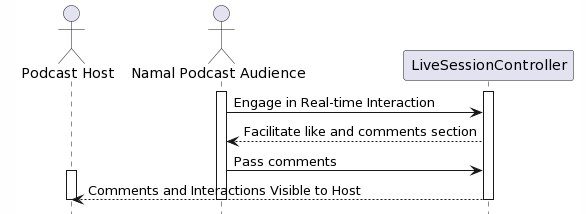 Podcast Host
Namal Podcast Audience
LiveSessionController
Engage in Real-time Interaction
Facilitate like and comments section
Pass comments
Comments and Interactions Visible to Host